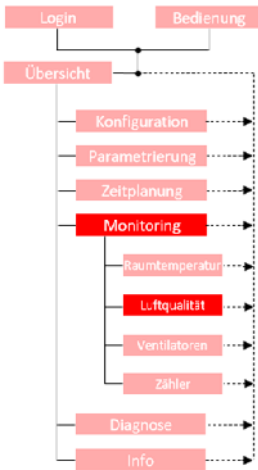 Login
Bedienung
Übersicht
Konfiguration
Parametrierung
Zeitplanung
Monitoring
Raumtemperatur
Luftqualität
Ventilatoren
Zähler
Diagnose
Info